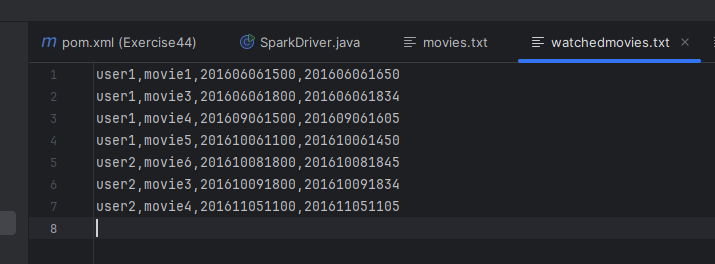 pom.xml (Exercise44) SparkDriver.java movies.txt watchedmovies.txt
1 user1,movie1,201606061500,201606061650
2 user1,movie3,201606061800,201606061834
3 user1,movie4,201609061500,201609061605
4 user1,movie5,201610061100,201610061450
5 user2,movie6,201610081800,201610081845
6 user2,movie3,201610091800,201610091834
7 user2,movie4,201611051100,201611051105
8